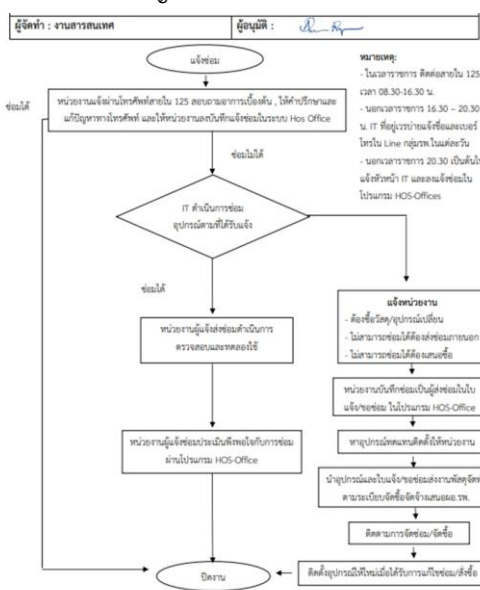 ผู้จัดทำ : งานสารสนเทศ
ผู้อนุมัติ :
แจ้งซ่อม
หน่วยงานแจ้งผ่านโทรศัพท์สายใน 125 สอบถามอาการเบื้องต้น , ให้คำปรึกษาและ
แก้ปัญหาทางโทรศัพท์ และให้หน่วยงานลงบันทึกแจ้งซ่อมในระบบ Hos Office
หมายเหตุ:
- ในเวลาราชการ ติดต่อสายใน 125
เวลา 08.30-16.30 น.
- นอกเวลาราชการ 16.30 – 20.30
น. IT ที่อยู่เวรบ่ายแจ้งชื่อและเบอร์
โทรใน Line กลุ่มรพ.ในแต่ละวัน
- นอกเวลาราชการ 20.30 เป็นต้นไป
แจ้งหัวหน้า IT และลงแจ้งซ่อมใน
โปรแกรม HOS-Offices
ซ่อมได้
ซ่อมไม่ได้
IT ดำเนินการซ่อม
อุปกรณ์ตามที่ได้รับแจ้ง
ซ่อมได้
หน่วยงานผู้แจ้งส่งซ่อมดำเนินการ
ตรวจสอบและทดลองใช้
หน่วยงานผู้แจ้งซ่อมประเมินพึงพอใจกับการซ่อม
ผ่านโปรแกรม HOS-Office
แจ้งหน่วยงาน
- ต้องซื้อวัสดุ/อุปกรณ์เปลี่ยน
- ไม่สามารถซ่อมได้ต้องส่งซ่อมภายนอก
- ไม่สามารถซ่อมได้ต้องเสนอซื้อ
หน่วยงานบันทึกซ่อมเป็นผู้ส่งซ่อมในใบ
แจ้ง/ขอซ่อม ในโปรแกรม HOS-Office
หาอุปกรณ์ทดแทนติดตั้งให้หน่วยงาน
นำอุปกรณ์และใบแจ้ง/ขอซ่อมส่งงานพัสดุจัด
ตามระเบียบจัดซื้อจัดจ้างเสนอผอ.รพ.
ติดตามการจัดซ่อม/จัดซื้อ
ติดตั้งอุปกรณ์ให้ใหม่เมื่อได้รับการแก้ไขซ่อม/สั่งซื้อ
ปิดงาน